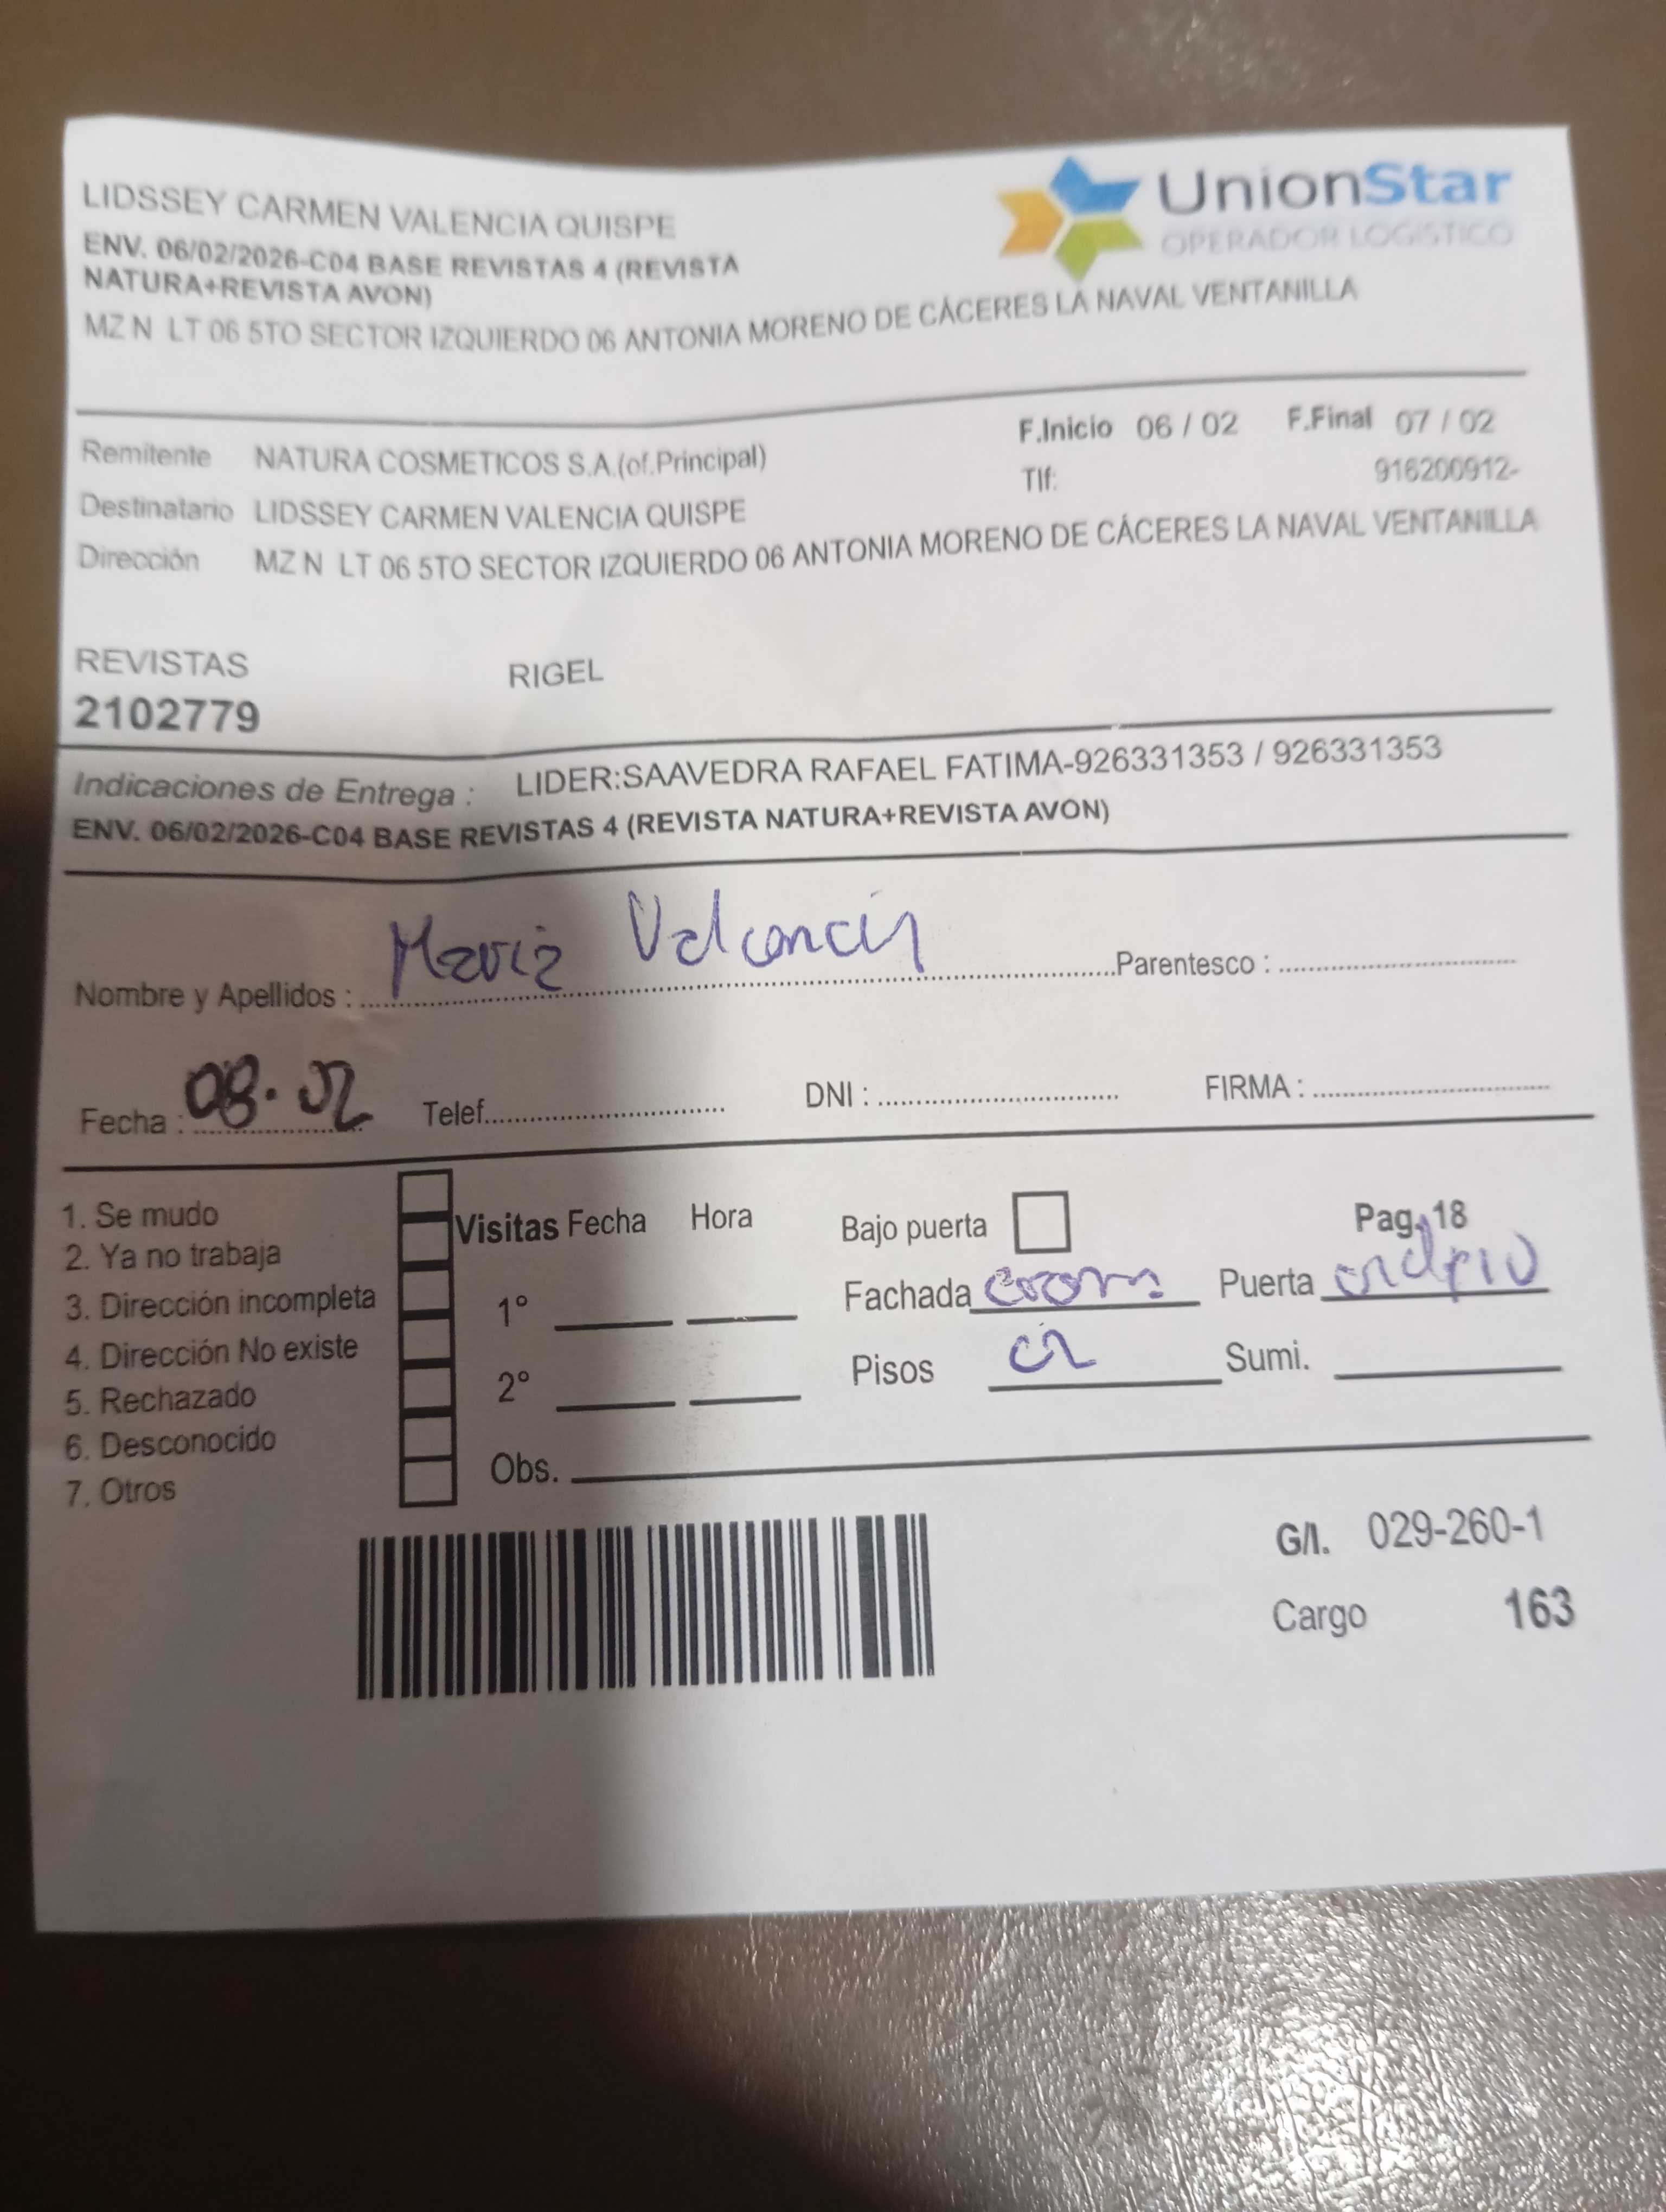 LIDSSEY CARMEN VALENCIA QUISPE
UnionStar
OPERADOR LOGISTICO
ENV. 06/02/2026-C04 BASE REVISTAS 4 (REVISTA
NATURA+REVISTA AVON)
MZ N LT 06 5TO SECTOR IZQUIERDO 06 ANTONIA MORENO DE CÁCERES LA NAVAL VENTANILLA
F.Inicio 06 / 02 F.Final 07 / 02
Remitente NATURA COSMETICOS S.A.(of.Principal)
Tlf: 916200912-
Destinatario LIDSSEY CARMEN VALENCIA QUISPE
Dirección MZ N LT 06 5TO SECTOR IZQUIERDO 06 ANTONIA MORENO DE CÁCERES LA NAVAL VENTANILLA
REVISTAS RIGEL
2102779
Indicaciones de Entrega : LIDER:SAAVEDRA RAFAEL FATIMA-926331353 / 926331353
ENV. 06/02/2026-C04 BASE REVISTAS 4 (REVISTA NATURA+REVISTA AVON)
Nombre y Apellidos : Maria Valencia Parentesco :
Fecha : 08.02 Telef. DNI : FIRMA :
1. Se mudo
2. Ya no trabaja
3. Dirección incompleta
4. Dirección No existe
5. Rechazado
6. Desconocido
7. Otros
Visitas Fecha Hora
1°
2°
Obs.
Bajo puerta Pag. 18
Fachada Puerta
Pisos Sumi.
G/I. 029-260-1
Cargo 163